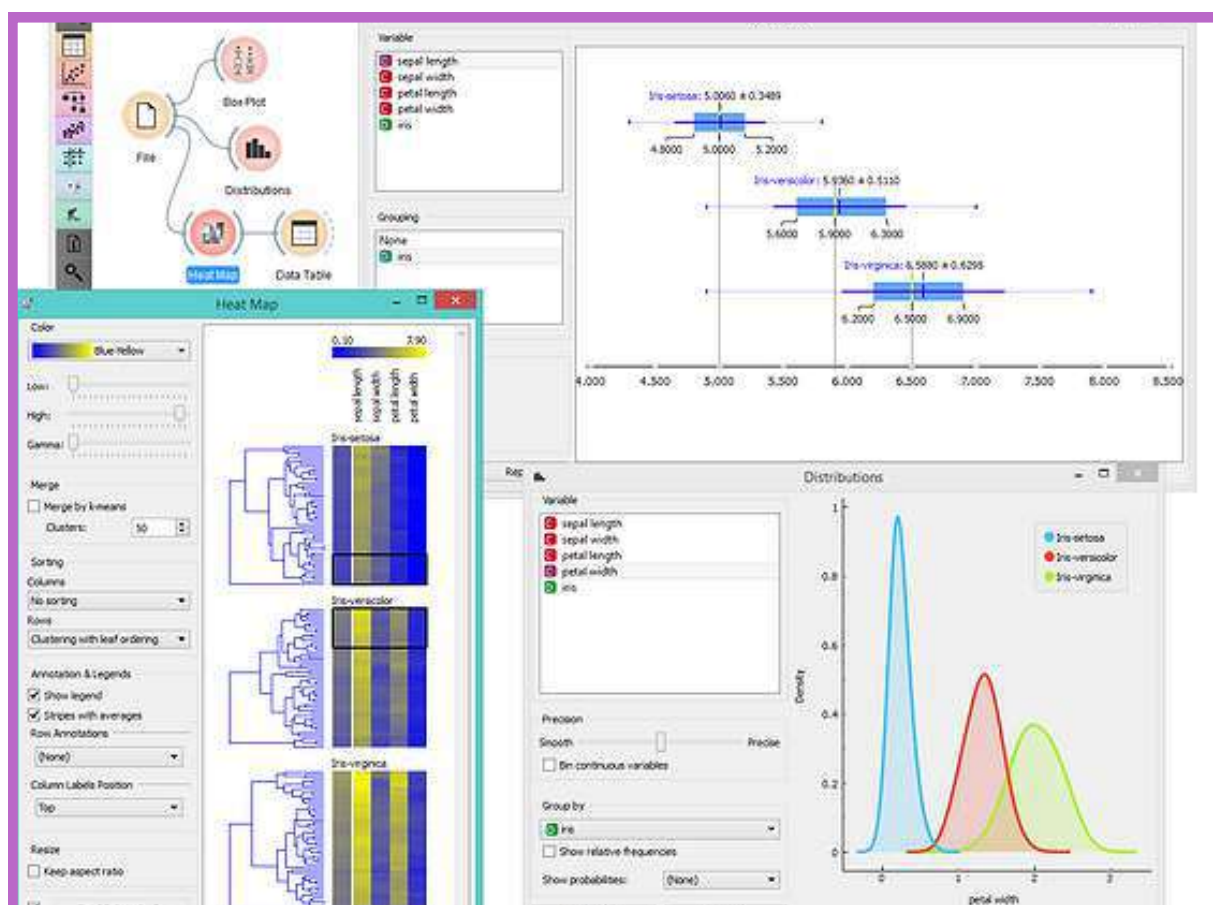 Variable
sepal length
sepal width
petal length
petal width
iris
Grouping
None
iris
File
Box Plot
Distributions
Heat Map
Data Table
Iris-setosa: 5.0060 ± 0.3489
4.8000 5.0000 5.2000
Iris-versicolor: 5.9360 ± 0.5110
5.6000 5.9000 6.3000
Iris-virginica: 6.5880 ± 0.6295
6.2000 6.5000 6.9000
4.000 4.500 5.000 5.500 6.000 6.500 7.000 7.500 8.000 8.500
Heat Map
Color
Blue-Yellow
Low:
High:
Gamma:
Merge
Merge by k-means
Clusters: 50
Sorting
Columns
No sorting
Rows
Clustering with leaf ordering
Annotation & Legends
Show legend
Stripes with averages
Row Annotations
(None)
Column Labels Position
Top
Resize
Keep aspect ratio
0.10 7.90
sepal length
sepal width
petal length
petal width
Iris-setosa
Iris-versicolor
Iris-virginica
Distributions
Variable
sepal length
sepal width
petal length
petal width
iris
Precision
Smooth Precise
Bin continuous variables
Group by
iris
Show relative frequencies
Show probabilities: (None)
Density
1
0.8
0.6
0.4
0.2
0
0 1 2 3
petal width
Iris-setosa
Iris-versicolor
Iris-virginica